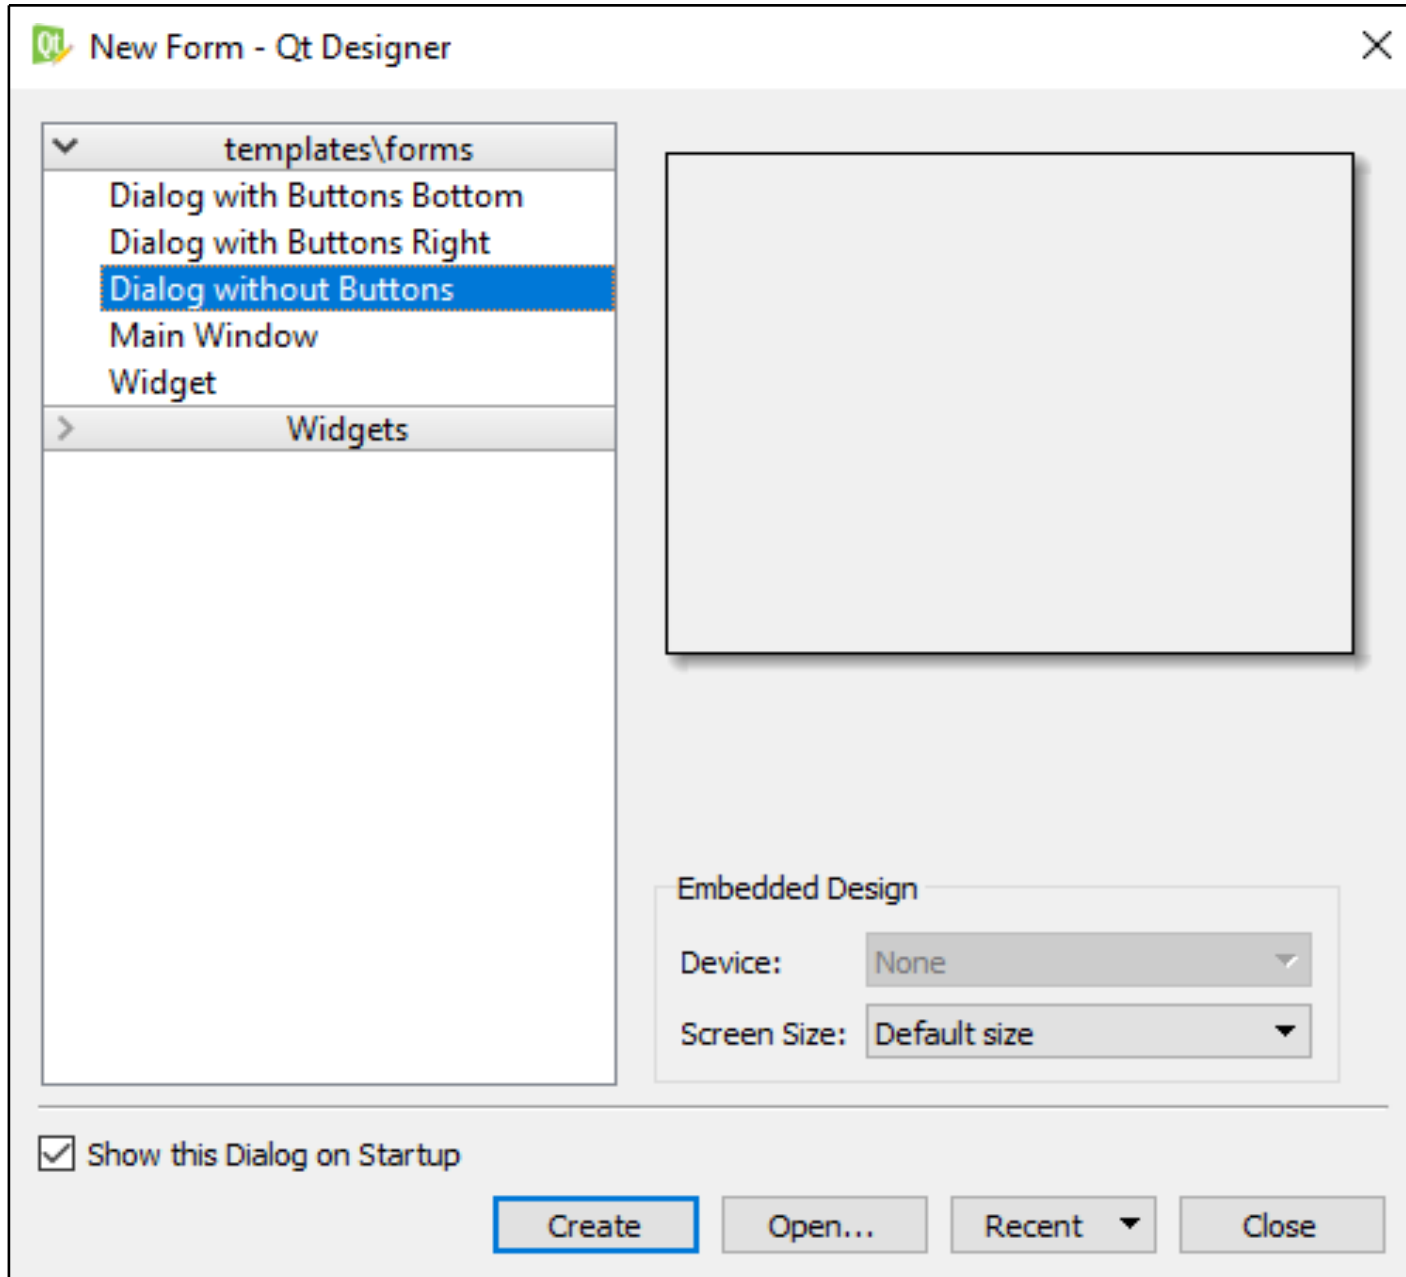 Qt New Form - Qt Designer
templates\forms
Dialog with Buttons Bottom
Dialog with Buttons Right
Dialog without Buttons
Main Window
Widget
Widgets
Embedded Design
Device: None
Screen Size: Default size
Show this Dialog on Startup
Create Open... Recent Close